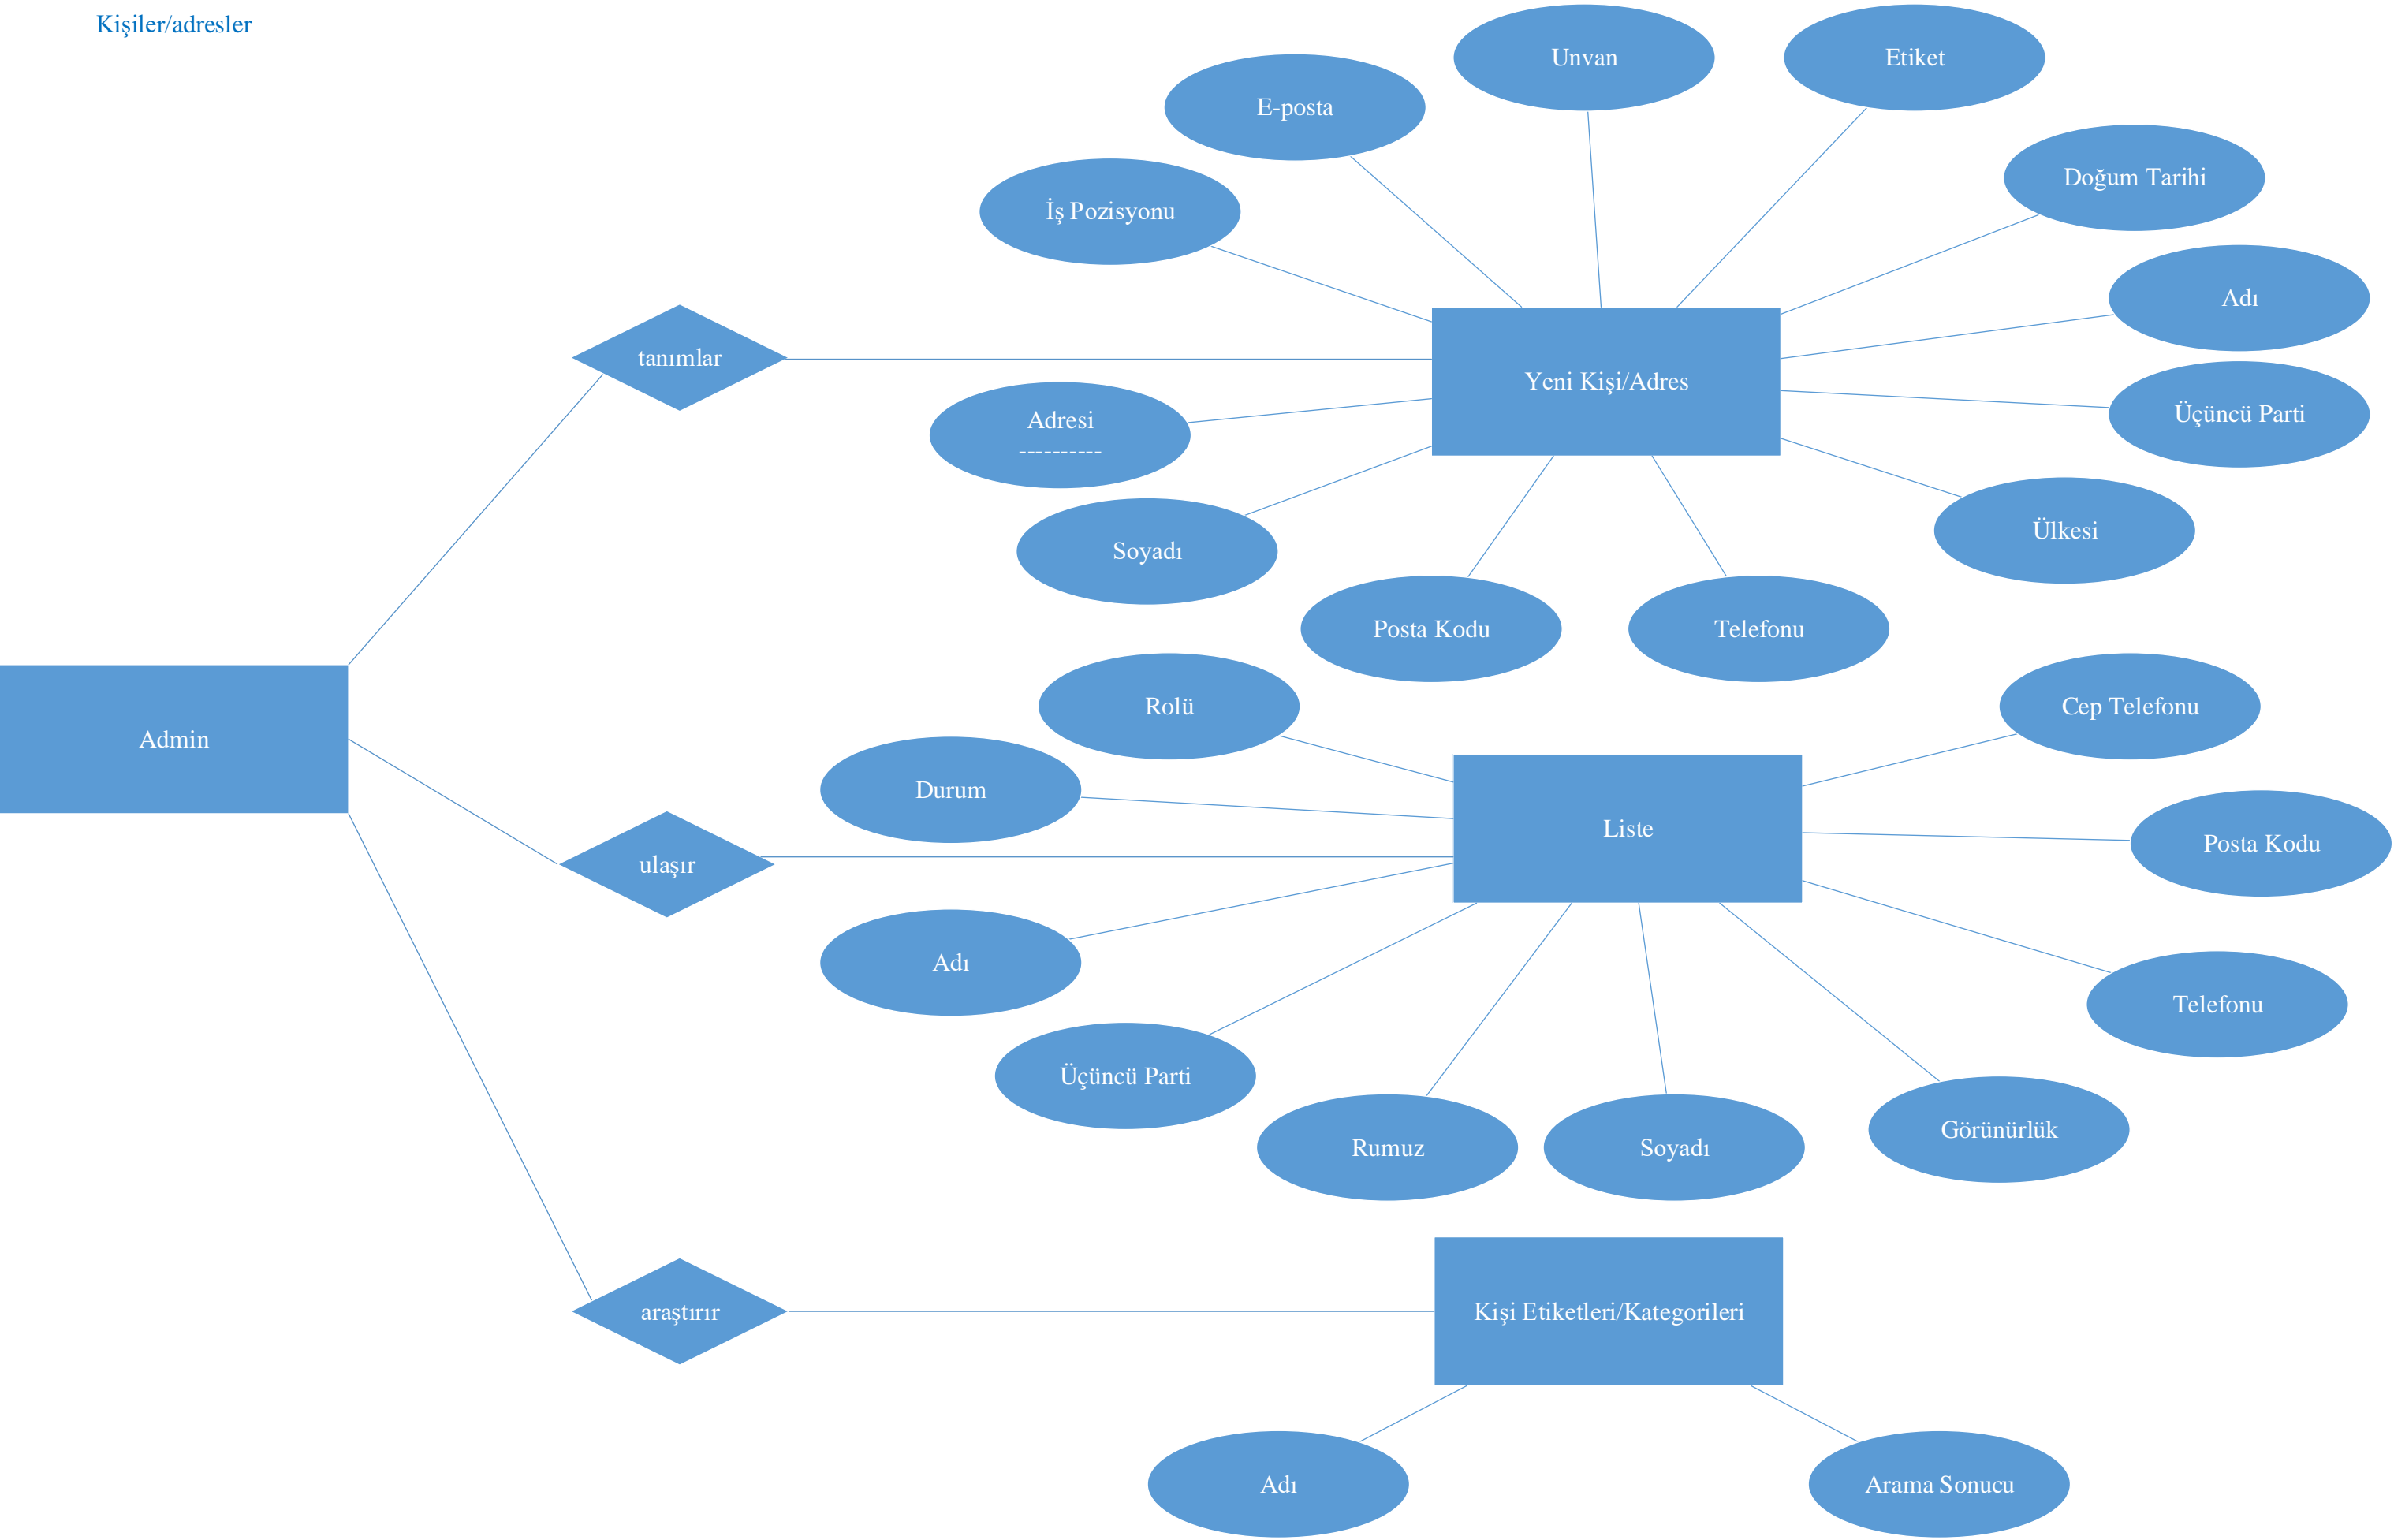 Kişiler/adresler
Unvan
Etiket
E-posta
Doğum Tarihi
İş Pozisyonu
Adı
tanımlar
Yeni Kişi/Adres
Üçüncü Parti
Adresi
----------
Ülkesi
Soyadı
Posta Kodu
Telefonu
Rolü
Cep Telefonu
Admin
Durum
Liste
Posta Kodu
ulaşır
Adı
Telefonu
Üçüncü Parti
Görünürlük
Rumuz
Soyadı
araştırır
Kişi Etiketleri/Kategorileri
Adı
Arama Sonucu